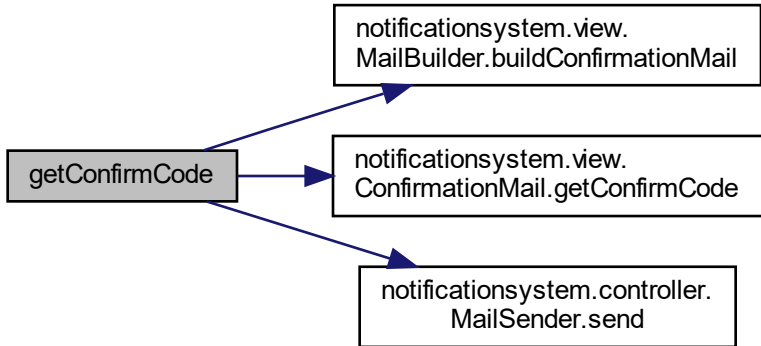 notificationsystem.view.
MailBuilder.buildConfirmationMail
getConfirmCode
notificationsystem.view.
ConfirmationMail.getConfirmCode
notificationsystem.controller.
MailSender.send